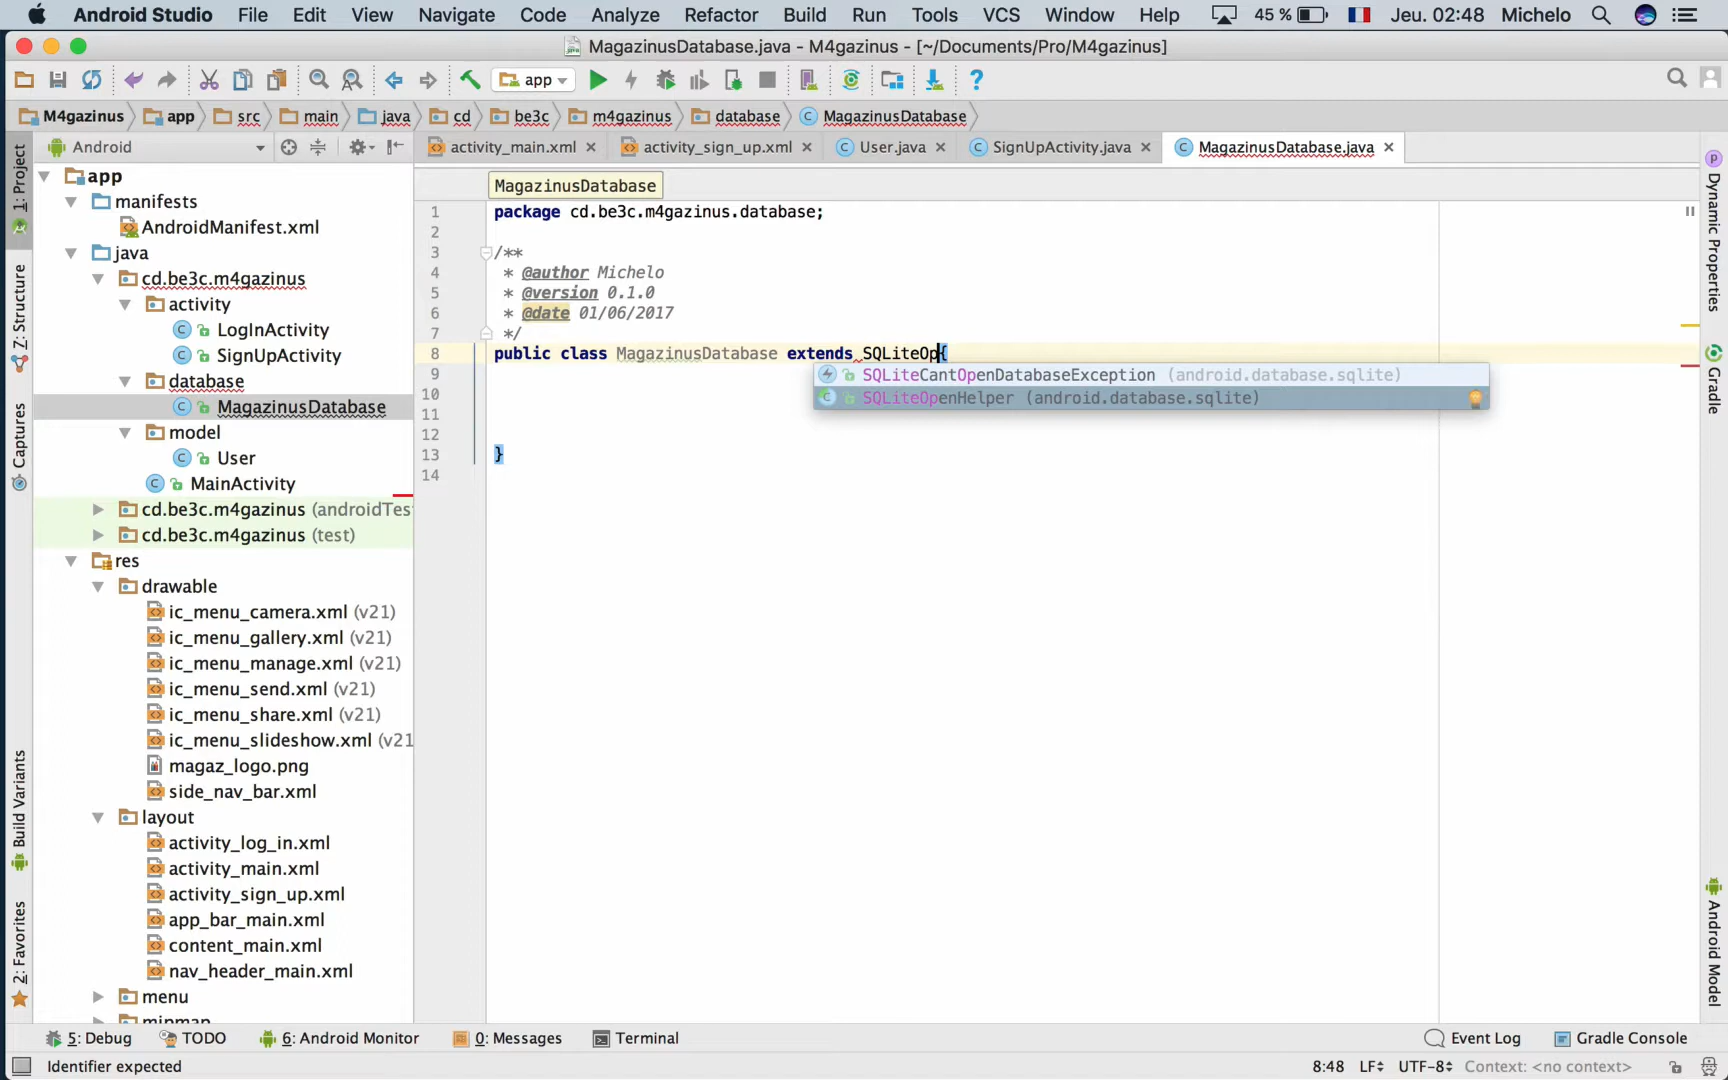 Android Studio File Edit View Navigate Code Analyze Refactor Build Run Tools VCS Window Help 45 % Jeu. 02:48 Michelo
MagazinusDatabase.java - M4gazinus - [~/Documents/Pro/M4gazinus]
app
M4gazinus app src main java cd be3c m4gazinus database MagazinusDatabase
Android
activity_main.xml activity_sign_up.xml User.java SignUpActivity.java MagazinusDatabase.java
1: Project
Z: Structure
Captures
Build Variants
2: Favorites
app
manifests
AndroidManifest.xml
java
cd.be3c.m4gazinus
activity
LogInActivity
SignUpActivity
database
MagazinusDatabase
model
User
MainActivity
cd.be3c.m4gazinus (androidTes
cd.be3c.m4gazinus (test)
res
drawable
ic_menu_camera.xml (v21)
ic_menu_gallery.xml (v21)
ic_menu_manage.xml (v21)
ic_menu_send.xml (v21)
ic_menu_share.xml (v21)
ic_menu_slideshow.xml (v21
magaz_logo.png
side_nav_bar.xml
layout
activity_log_in.xml
activity_main.xml
activity_sign_up.xml
app_bar_main.xml
content_main.xml
nav_header_main.xml
menu
mipmap
MagazinusDatabase
1 package cd.be3c.m4gazinus.database;
2
3 /**
4 * @author Michelo
5 * @version 0.1.0
6 * @date 01/06/2017
7 */
8 public class MagazinusDatabase extends SQLiteOp{
9
10
11
12
13 }
14
SQLiteCantOpenDatabaseException (android.database.sqlite)
SQLiteOpenHelper (android.database.sqlite)
Dynamic Properties
Gradle
Android Model
5: Debug TODO 6: Android Monitor 0: Messages Terminal Event Log Gradle Console
Identifier expected 8:48 LF UTF-8 Context: <no context>